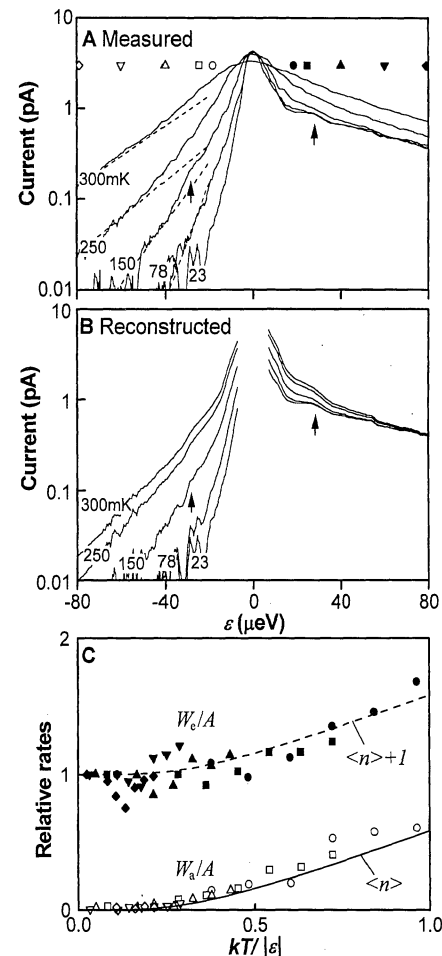 A Measured
10
1
0.1
0.01
Current (pA)
300mK
250
150
78
23
B Reconstructed
1
0.1
0.01
Current (pA)
300mK
250
150
78
23
-80
-40
0
40
80
ε (μeV)
C
2
1
0
Relative rates
We/A
<n>+1
Wa/A
<n>
0.0
0.5
1.0
kT/|ε|